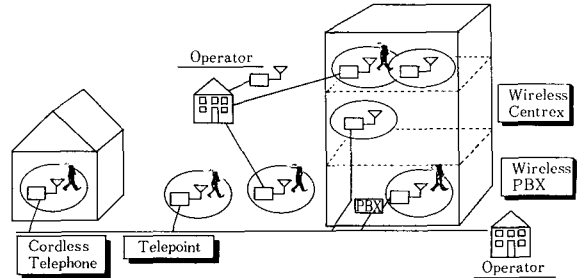 Operator
Wireless
Centrex
Wireless
PBX
PBX
Cordless
Telephone
Telepoint
Operator